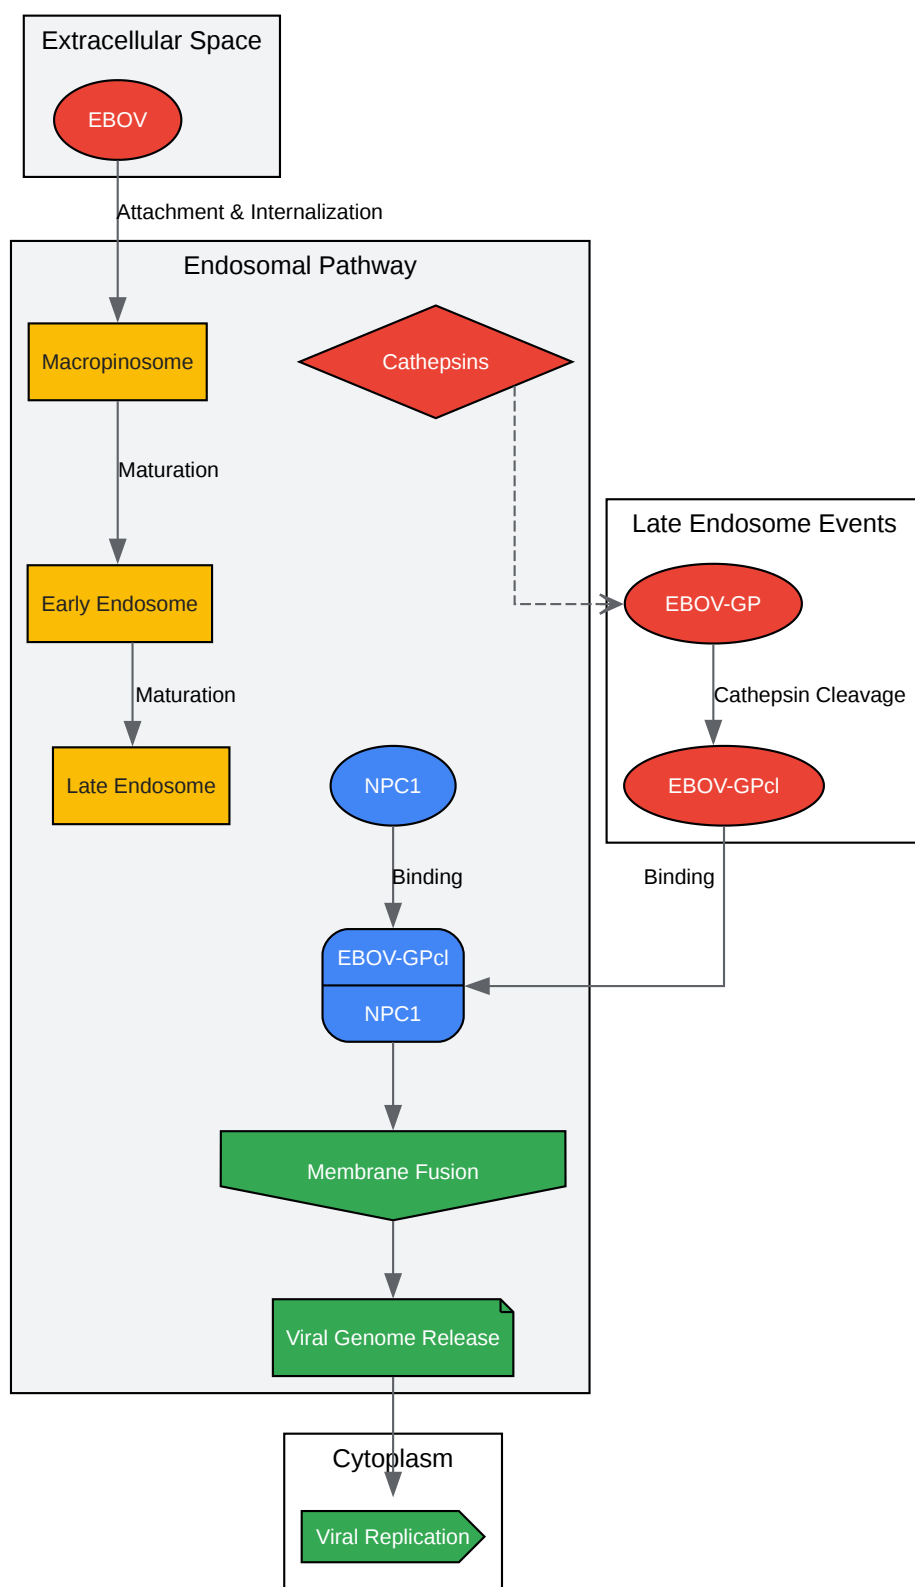 Extracellular Space
EBOV
Attachment & Internalization
Endosomal Pathway
Macropinosome
Cathepsins
Maturation
Late Endosome Events
Early Endosome
EBOV-GP
Maturation
Cathepsin Cleavage
Late Endosome
NPC1
EBOV-GPcl
Binding
Binding
EBOV-GPcl
NPC1
Membrane Fusion
Viral Genome Release
Cytoplasm
Viral Replication